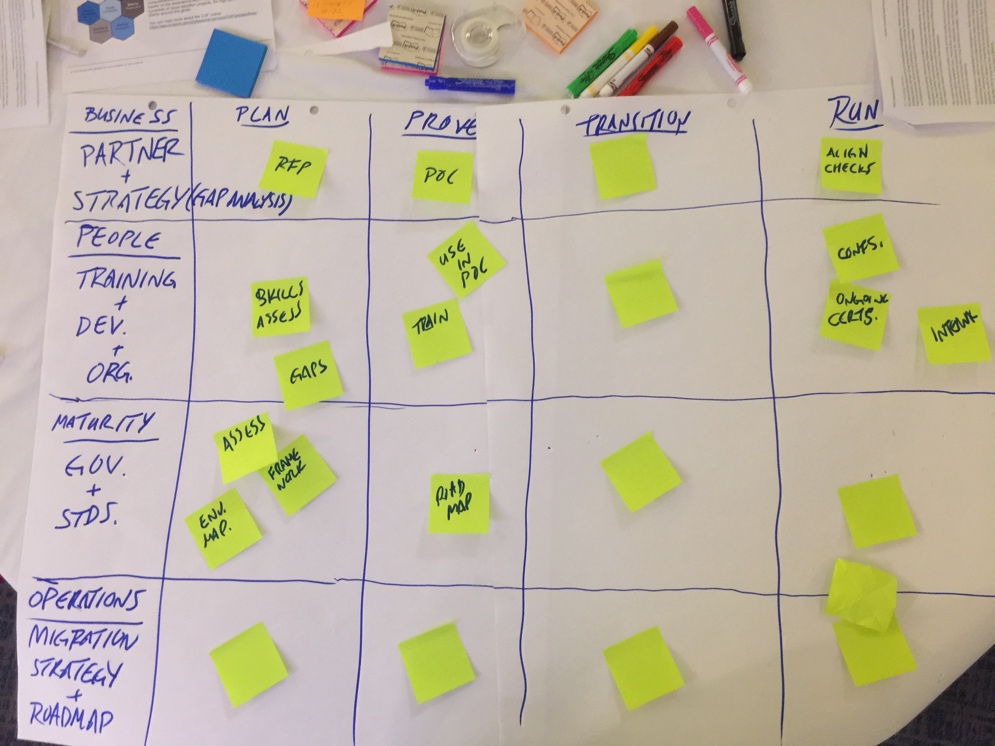 BUSINESS
PLAN
PROVE
TRANSITION
RUN
PARTNER
+
STRATEGY (GAP ANALYSIS)
RFP
POC
ALIGN
CHECKS
PEOPLE
TRAINING
+
DEV.
+
ORG.
SKILLS
ASSESS
GAPS
USE
IN
POC
TRAIN
CONFS.
ONGOING
CERTS.
MATURITY
GOV.
+
STDS.
ASSESS
FRAME
WORK
ENV.
MAP.
ROAD
MAP
OPERATIONS
MIGRATION
STRATEGY
+
ROADMAP